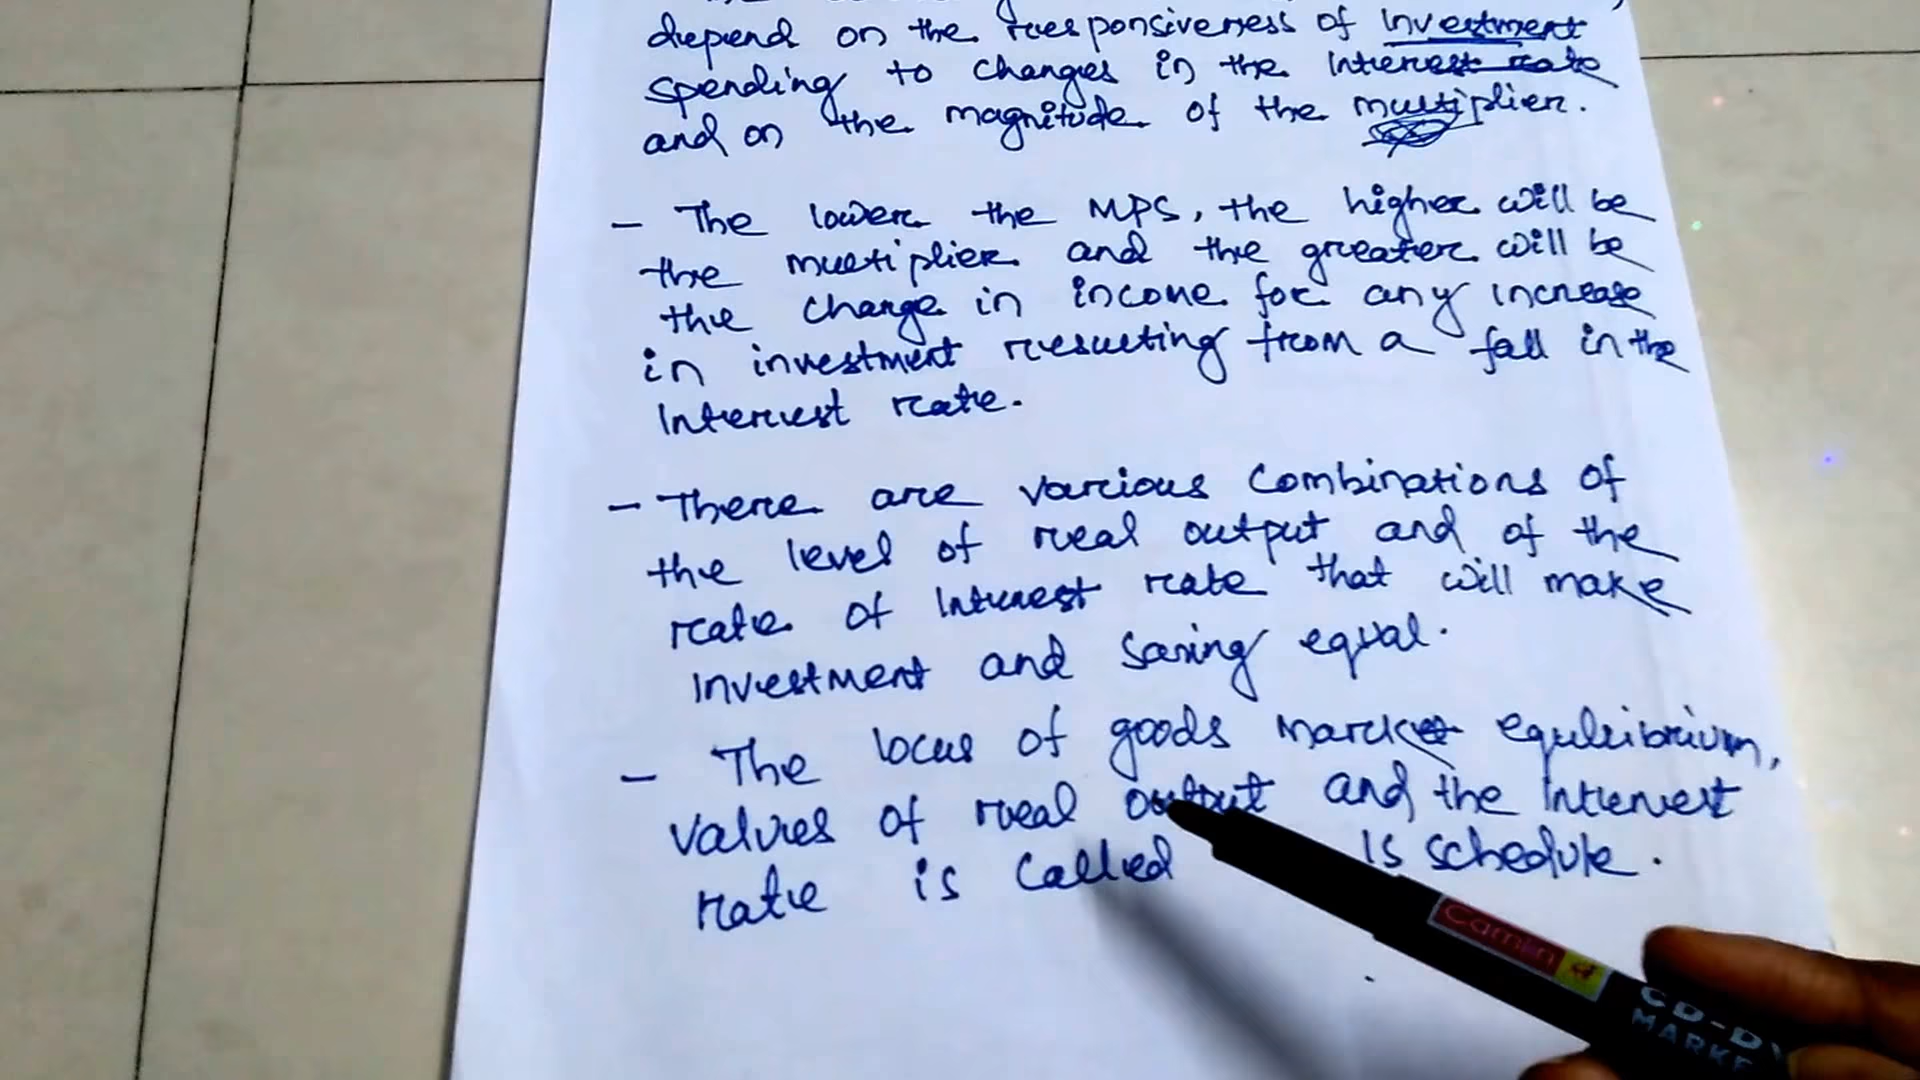 depend on the responsiveness of Investment
spending to changes in the Interest rate
and on the magnitude of the multiplier.
- The lower the MPS, the higher will be
the multiplier and the greater will be
the change in income for any increase
in investment resulting from a fall in the
Interest rate.
- There are various combinations of
the level of real output and of the
rate of Interest rate that will make
investment and saving equal.
- The locus of goods market equlibrium,
values of real output and the Interest
rate is called IS schedule.
Camlin
CD-DV
MARKE